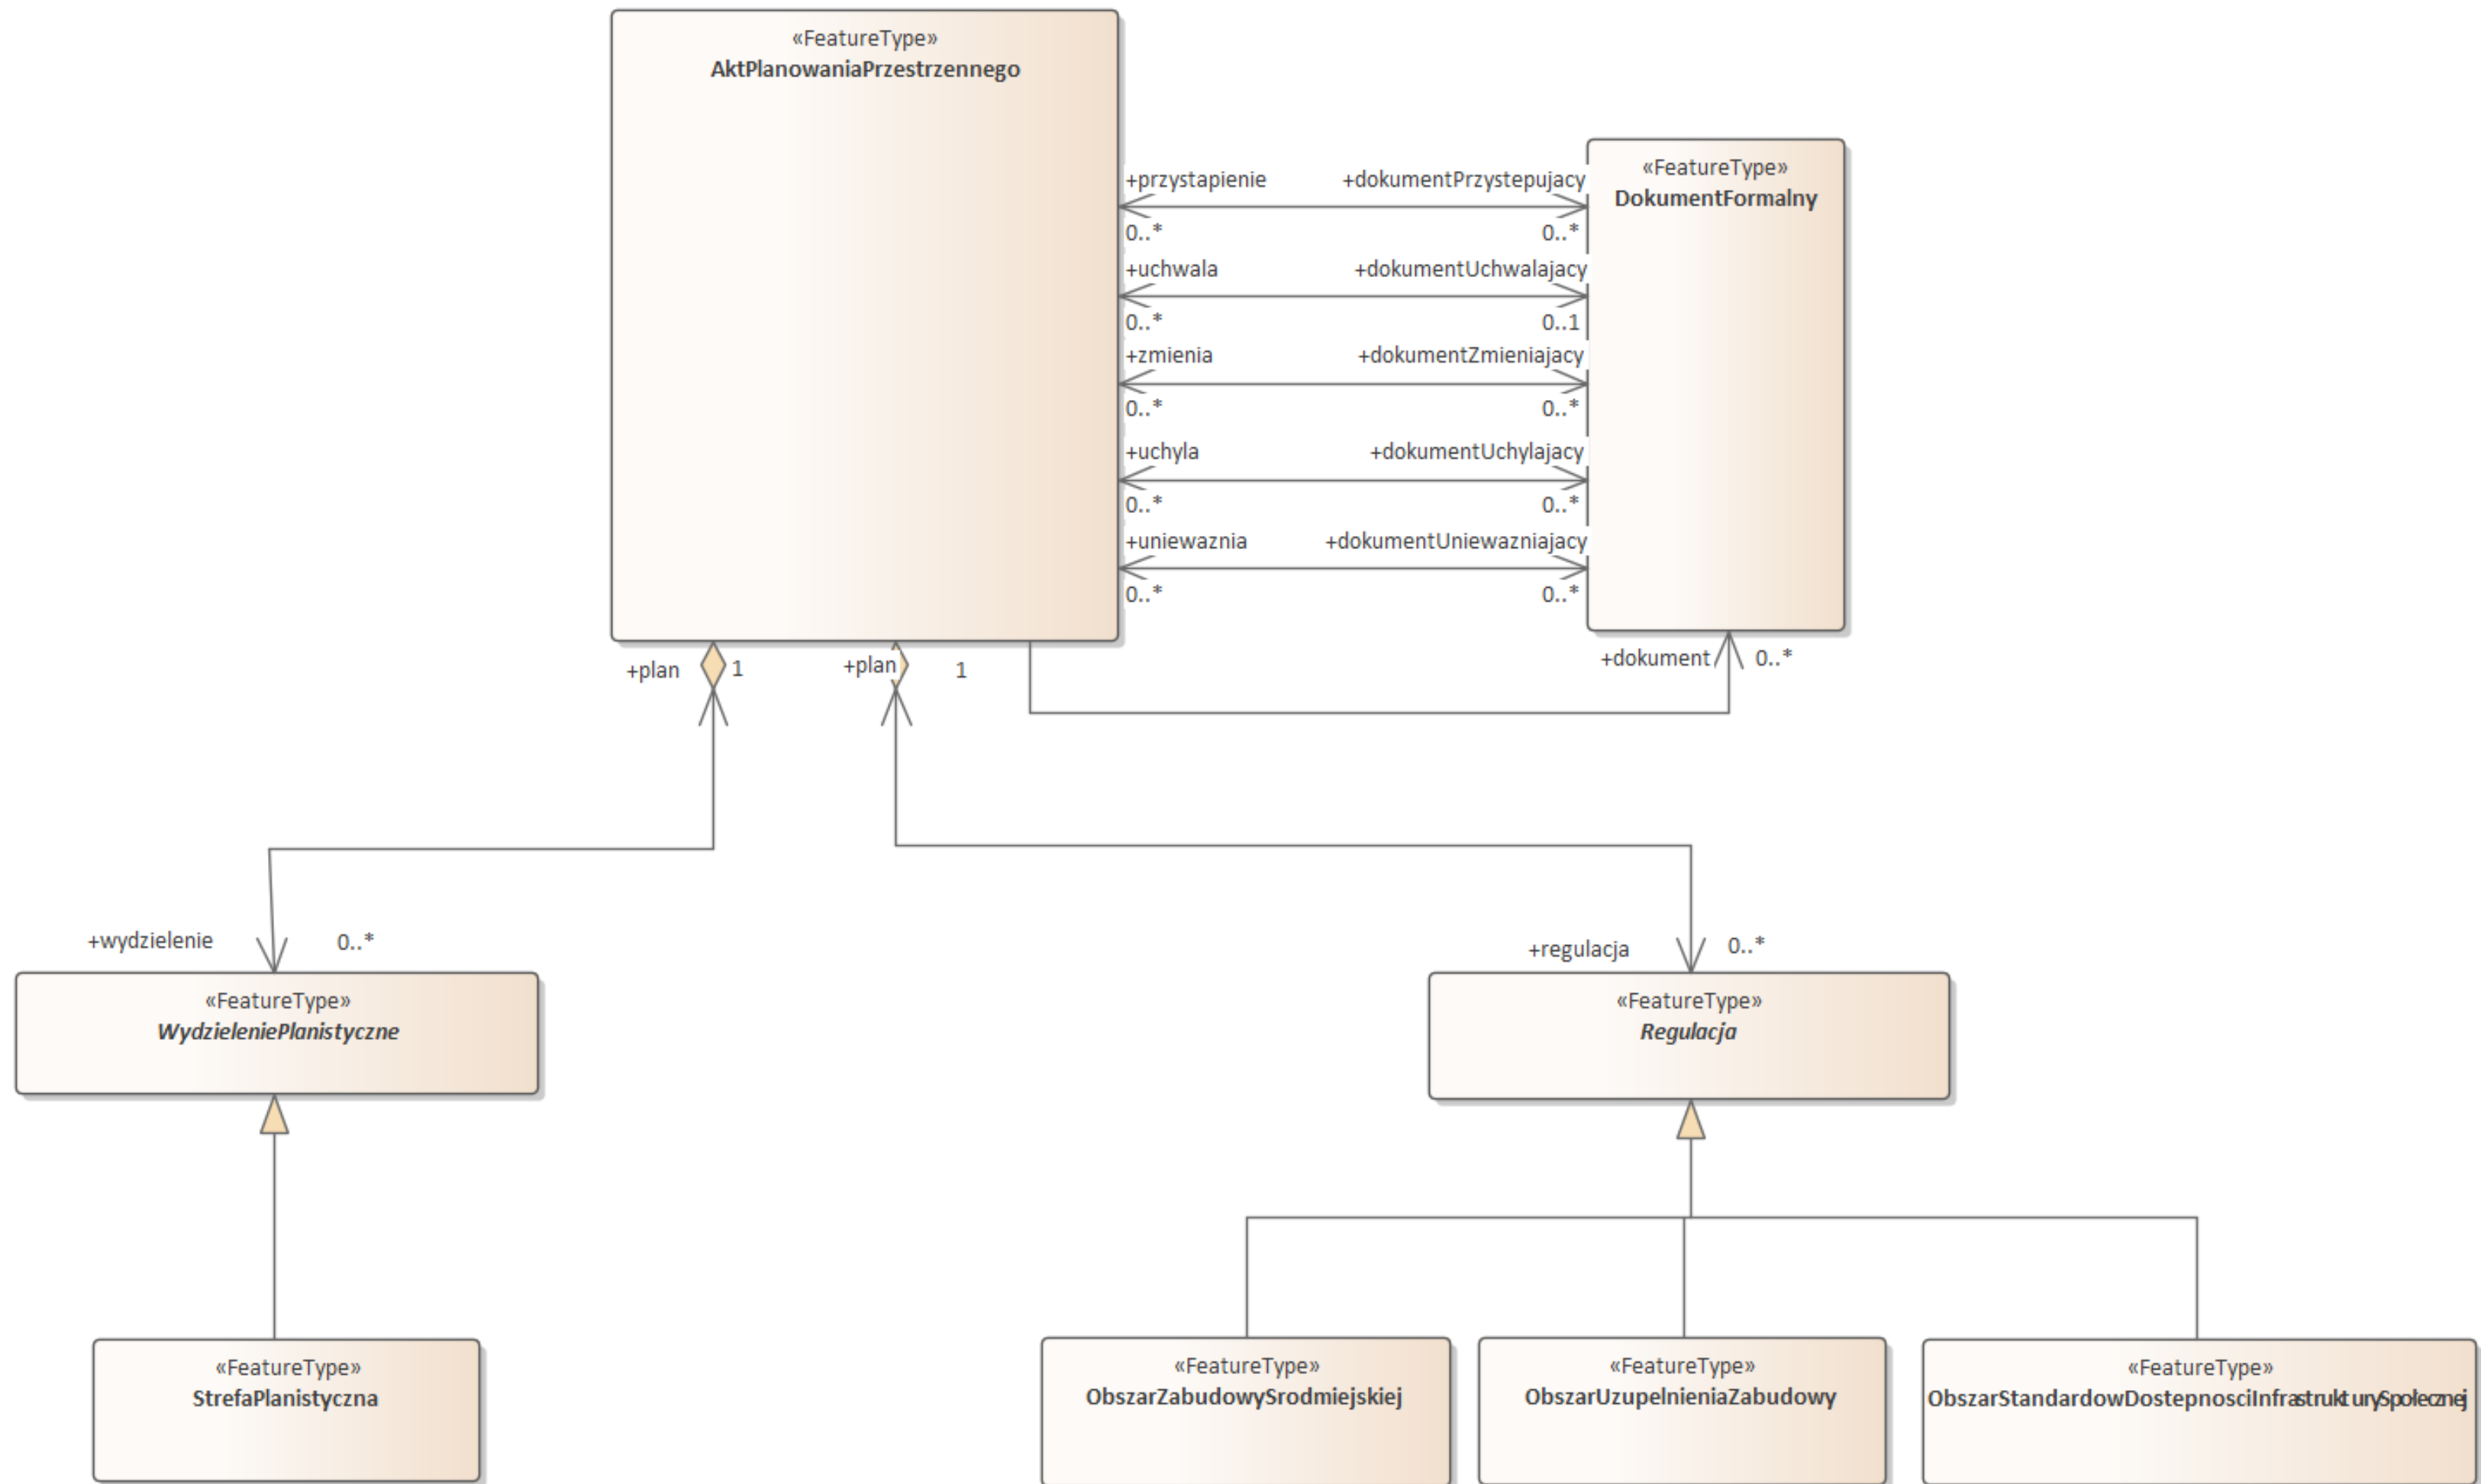 «FeatureType»
AktPlanowaniaPrzestrzennego
«FeatureType»
DokumentFormalny
+przystapienie
+dokumentPrzystepujacy
0..*
0..*
+uchwala
+dokumentUchwalajacy
0..*
0..1
+zmienia
+dokumentZmieniajacy
0..*
0..*
+uchyla
+dokumentUchylajacy
0..*
0..*
+uniewaznia
+dokumentUniewazniajacy
0..*
0..*
+plan
1
+plan
1
+dokument
0..*
+wydzielenie
0..*
+regulacja
0..*
«FeatureType»
WydzieleniePlanistyczne
«FeatureType»
Regulacja
«FeatureType»
StrefaPlanistyczna
«FeatureType»
ObszarZabudowySrodmiejskiej
«FeatureType»
ObszarUzupelnieniaZabudowy
«FeatureType»
ObszarStandardowDostepnosciInfrastrukturySpolecznej